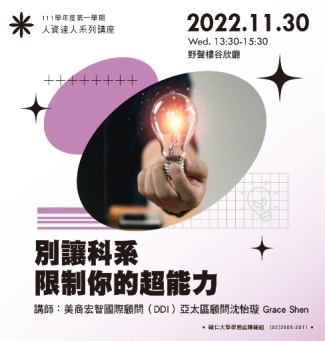 111學年度第一學期
人資達人系列講座
2022.11.30
Wed. 13:30-15:30
野聲樓谷欣廳
別讓科系
限制你的超能力
講師：美商宏智國際顧問（DDI）亞太區顧問沈怡璇 Grace Shen
• 輔仁大學學務處職輔組 (02)2905-3011 •